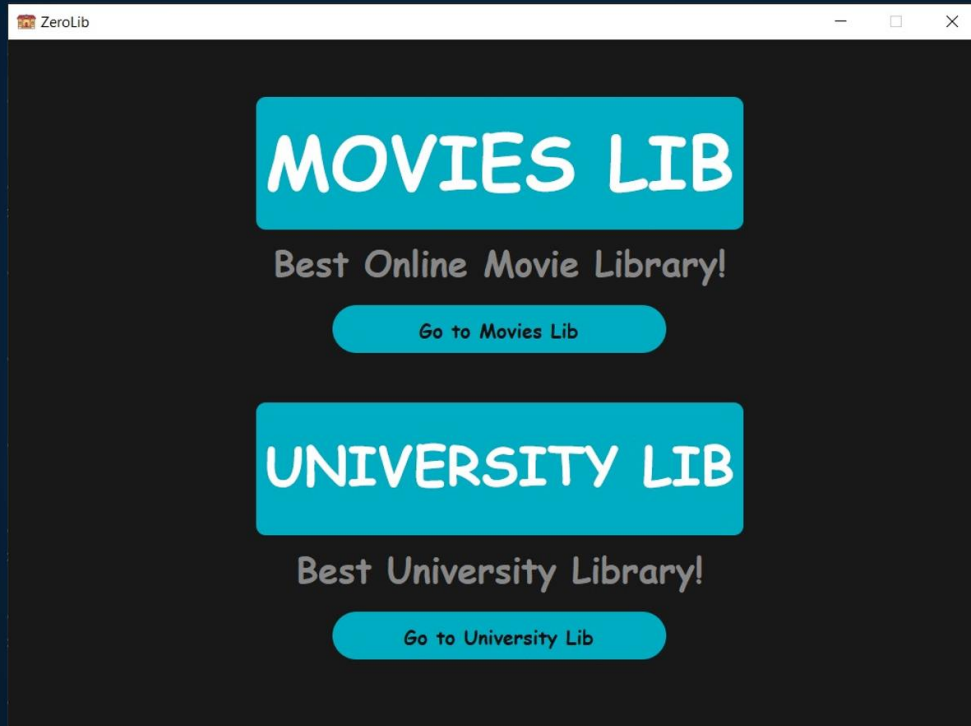 ZeroLib
MOVIES LIB
Best Online Movie Library!
Go to Movies Lib
UNIVERSITY LIB
Best University Library!
Go to University Lib